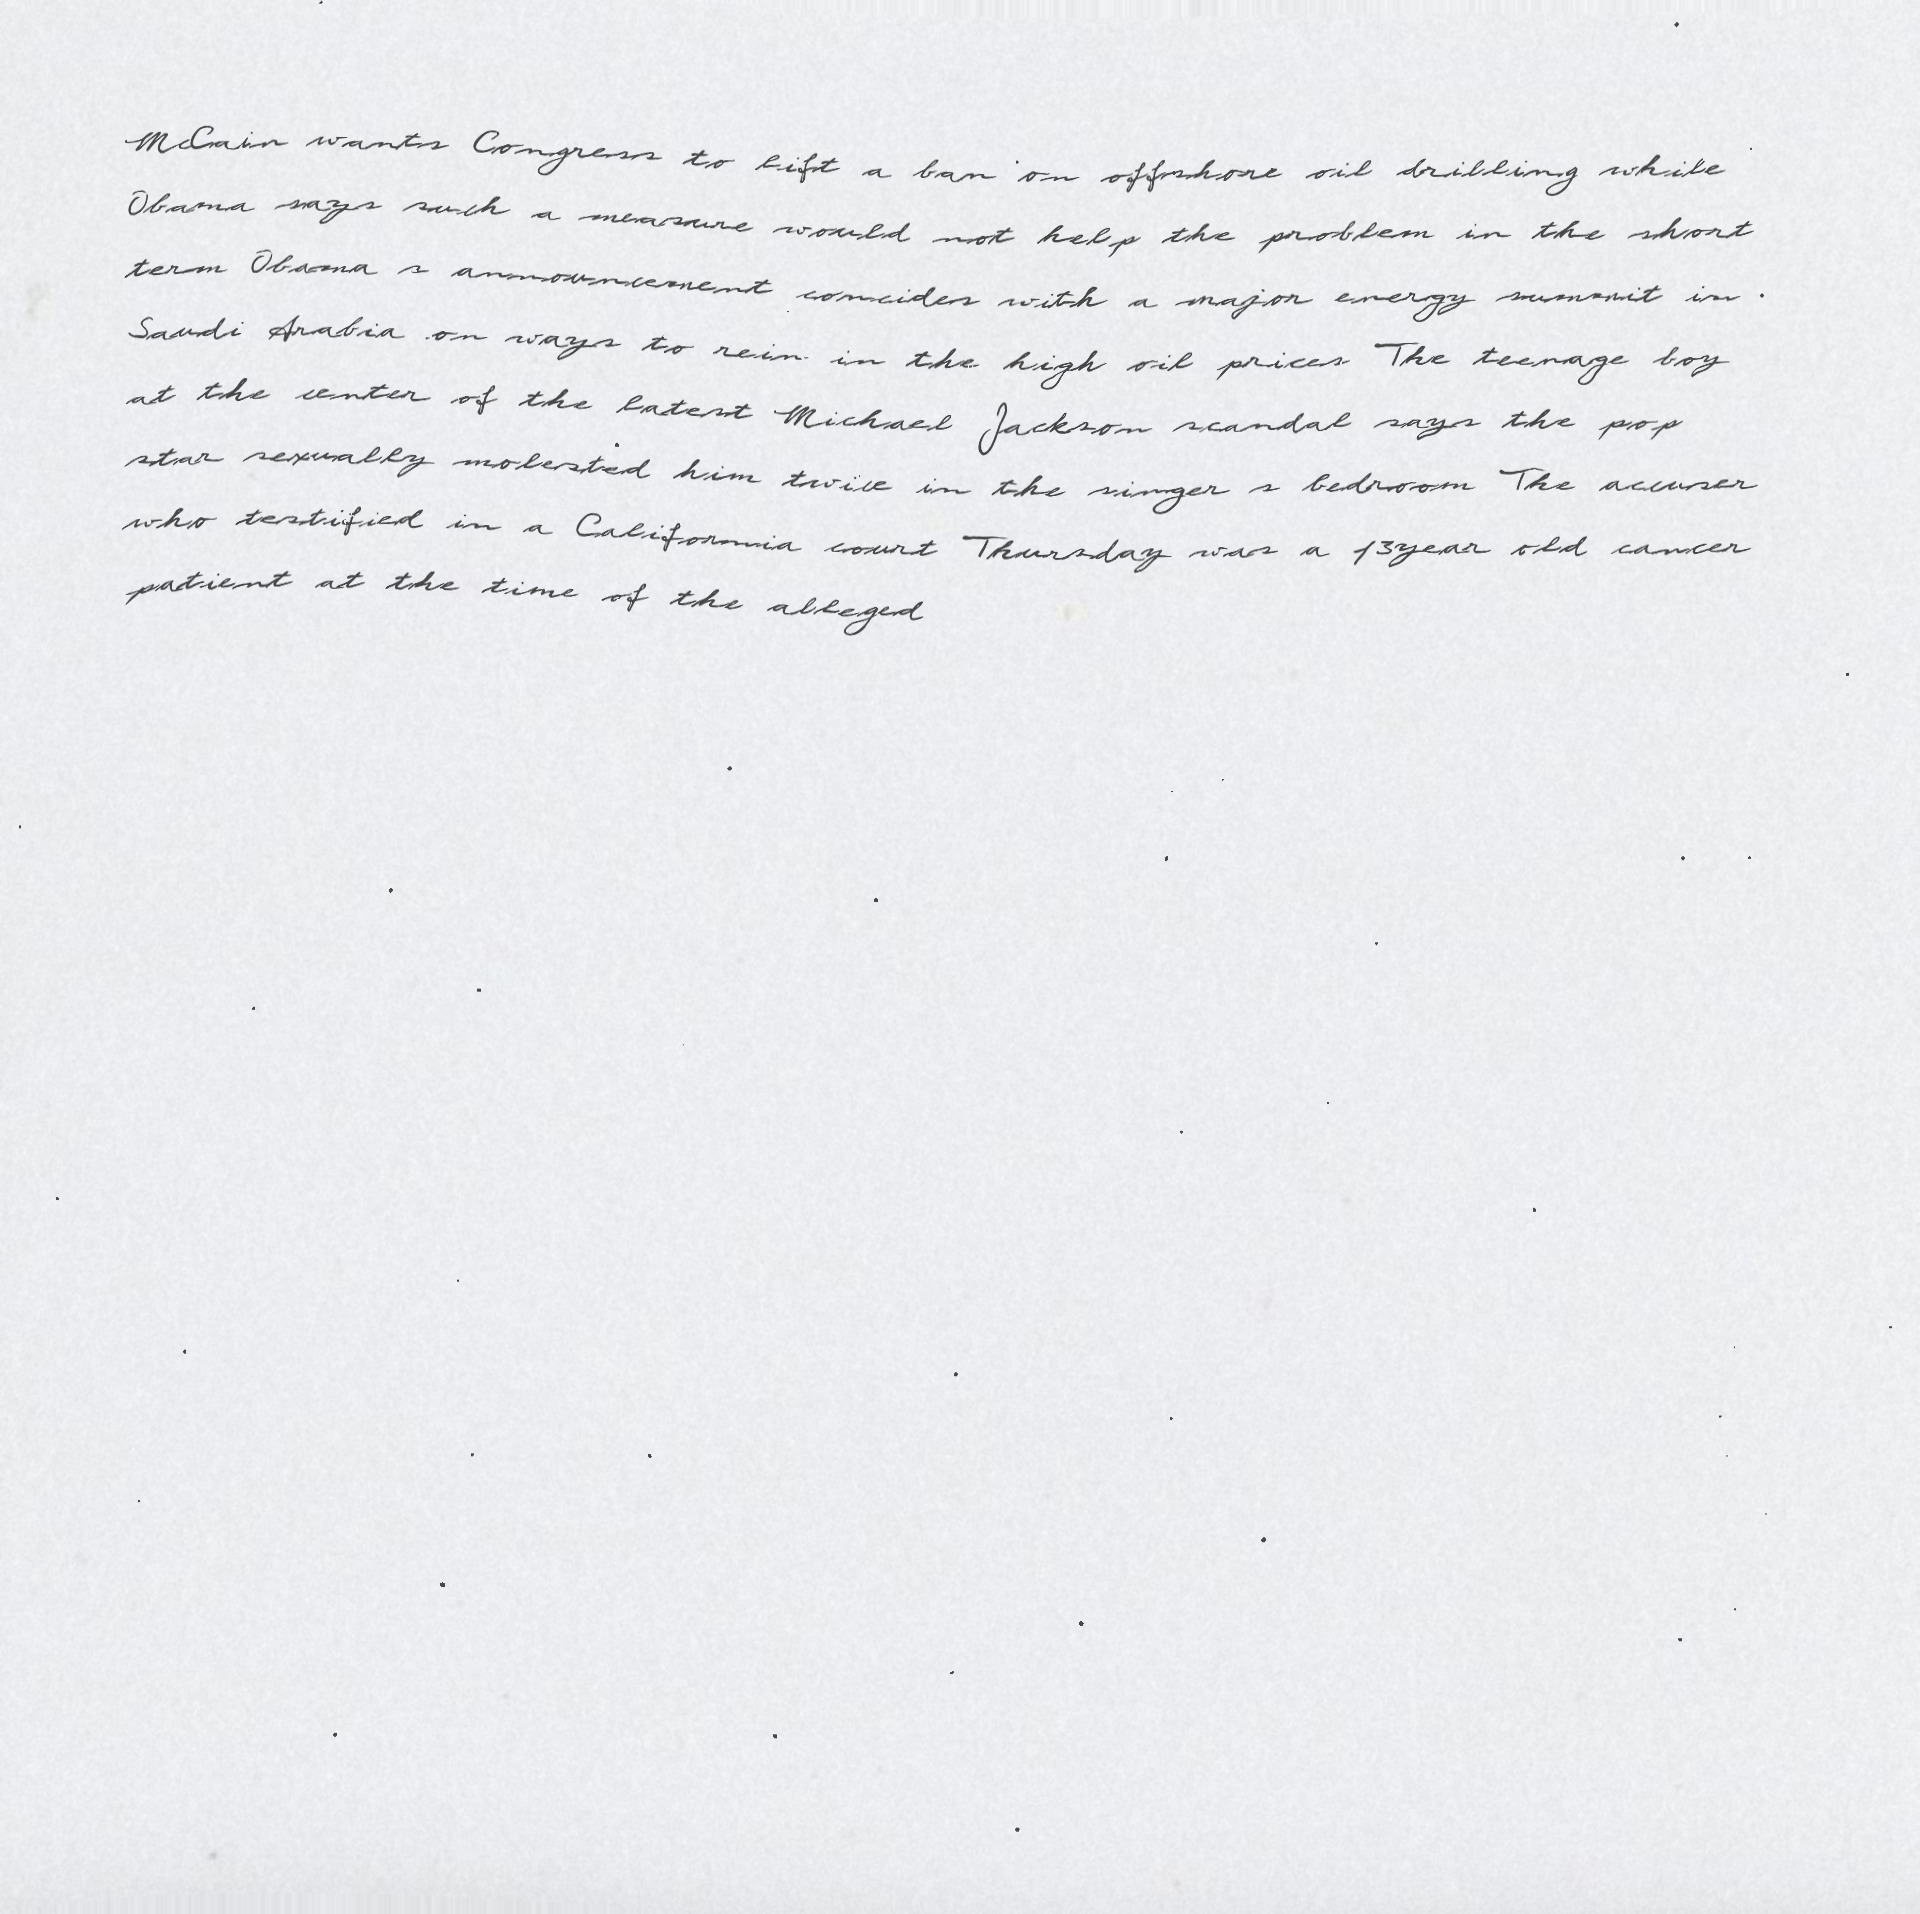 McCain wants Congress to lift a ban on offshore oil drilling while
Obama says such a measure would not help the problem in the short
term Obama s announcement concides with a major energy summit in
Saudi Arabia on ways to rein in the high oil prices The teenage boy
at the center of the latest Michael Jackson scandal says the pop
star sexually molested him twice in the singer s bedroom The accuser
who testified in a California court Thursday was a 13year old cancer
patient at the time of the alleged